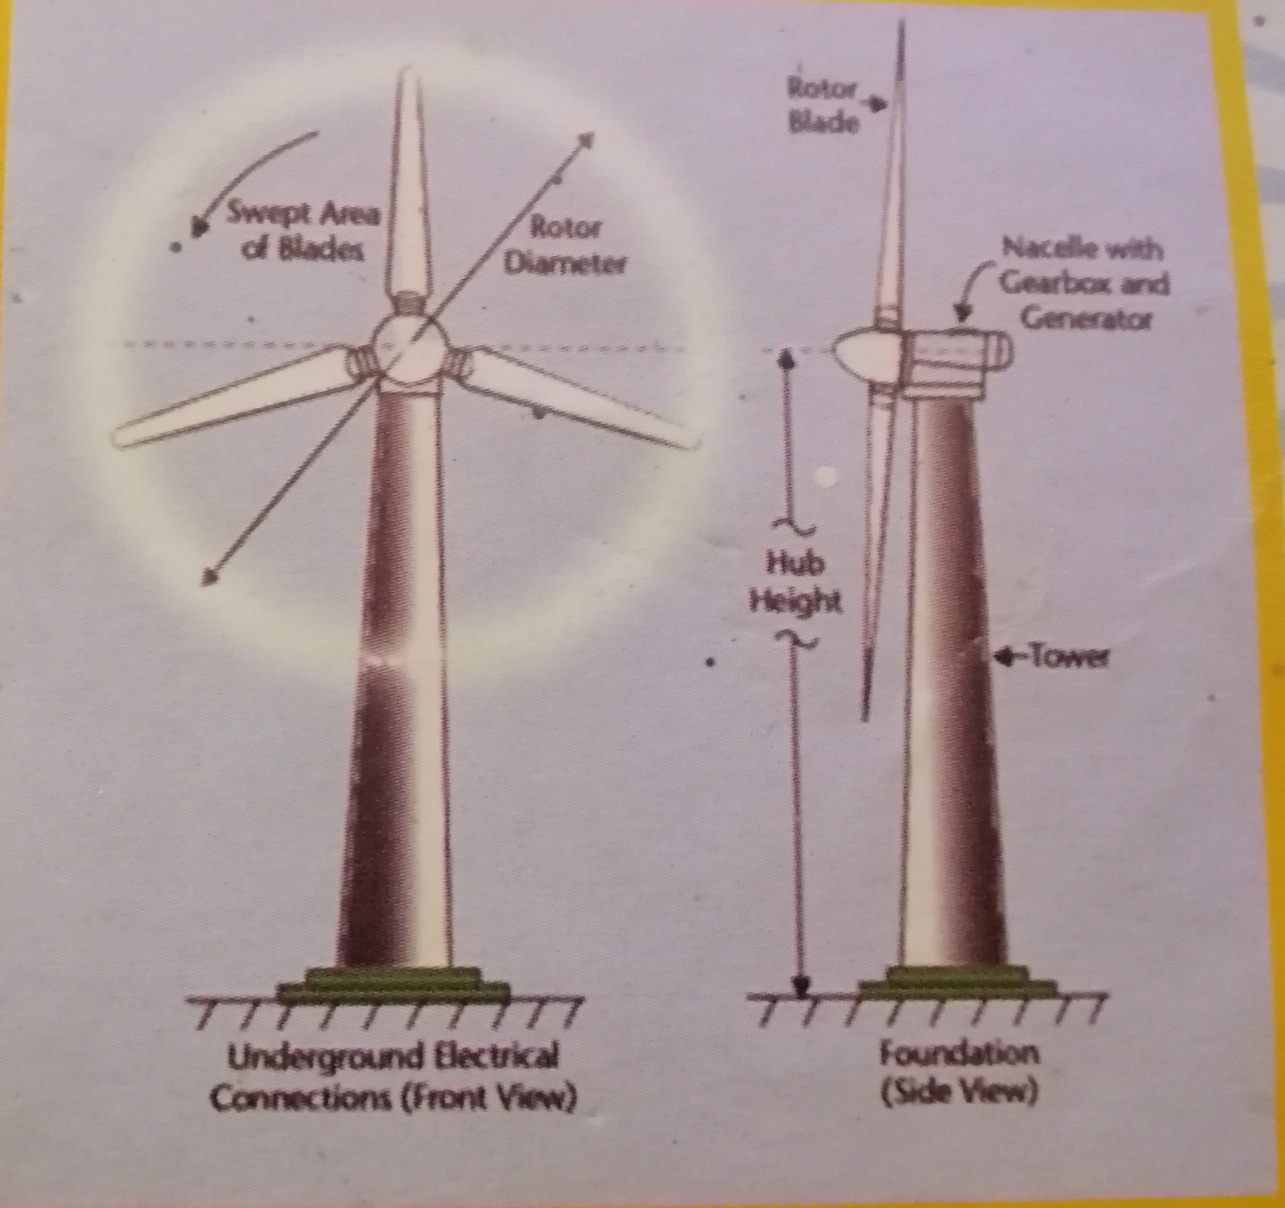 Rotor
Blade
Swept Area
of Blades
Rotor
Diameter
Nacelle with
Gearbox and
Generator
Hub
Height
Tower
Underground Electrical
Connections (Front View)
Foundation
(Side View)